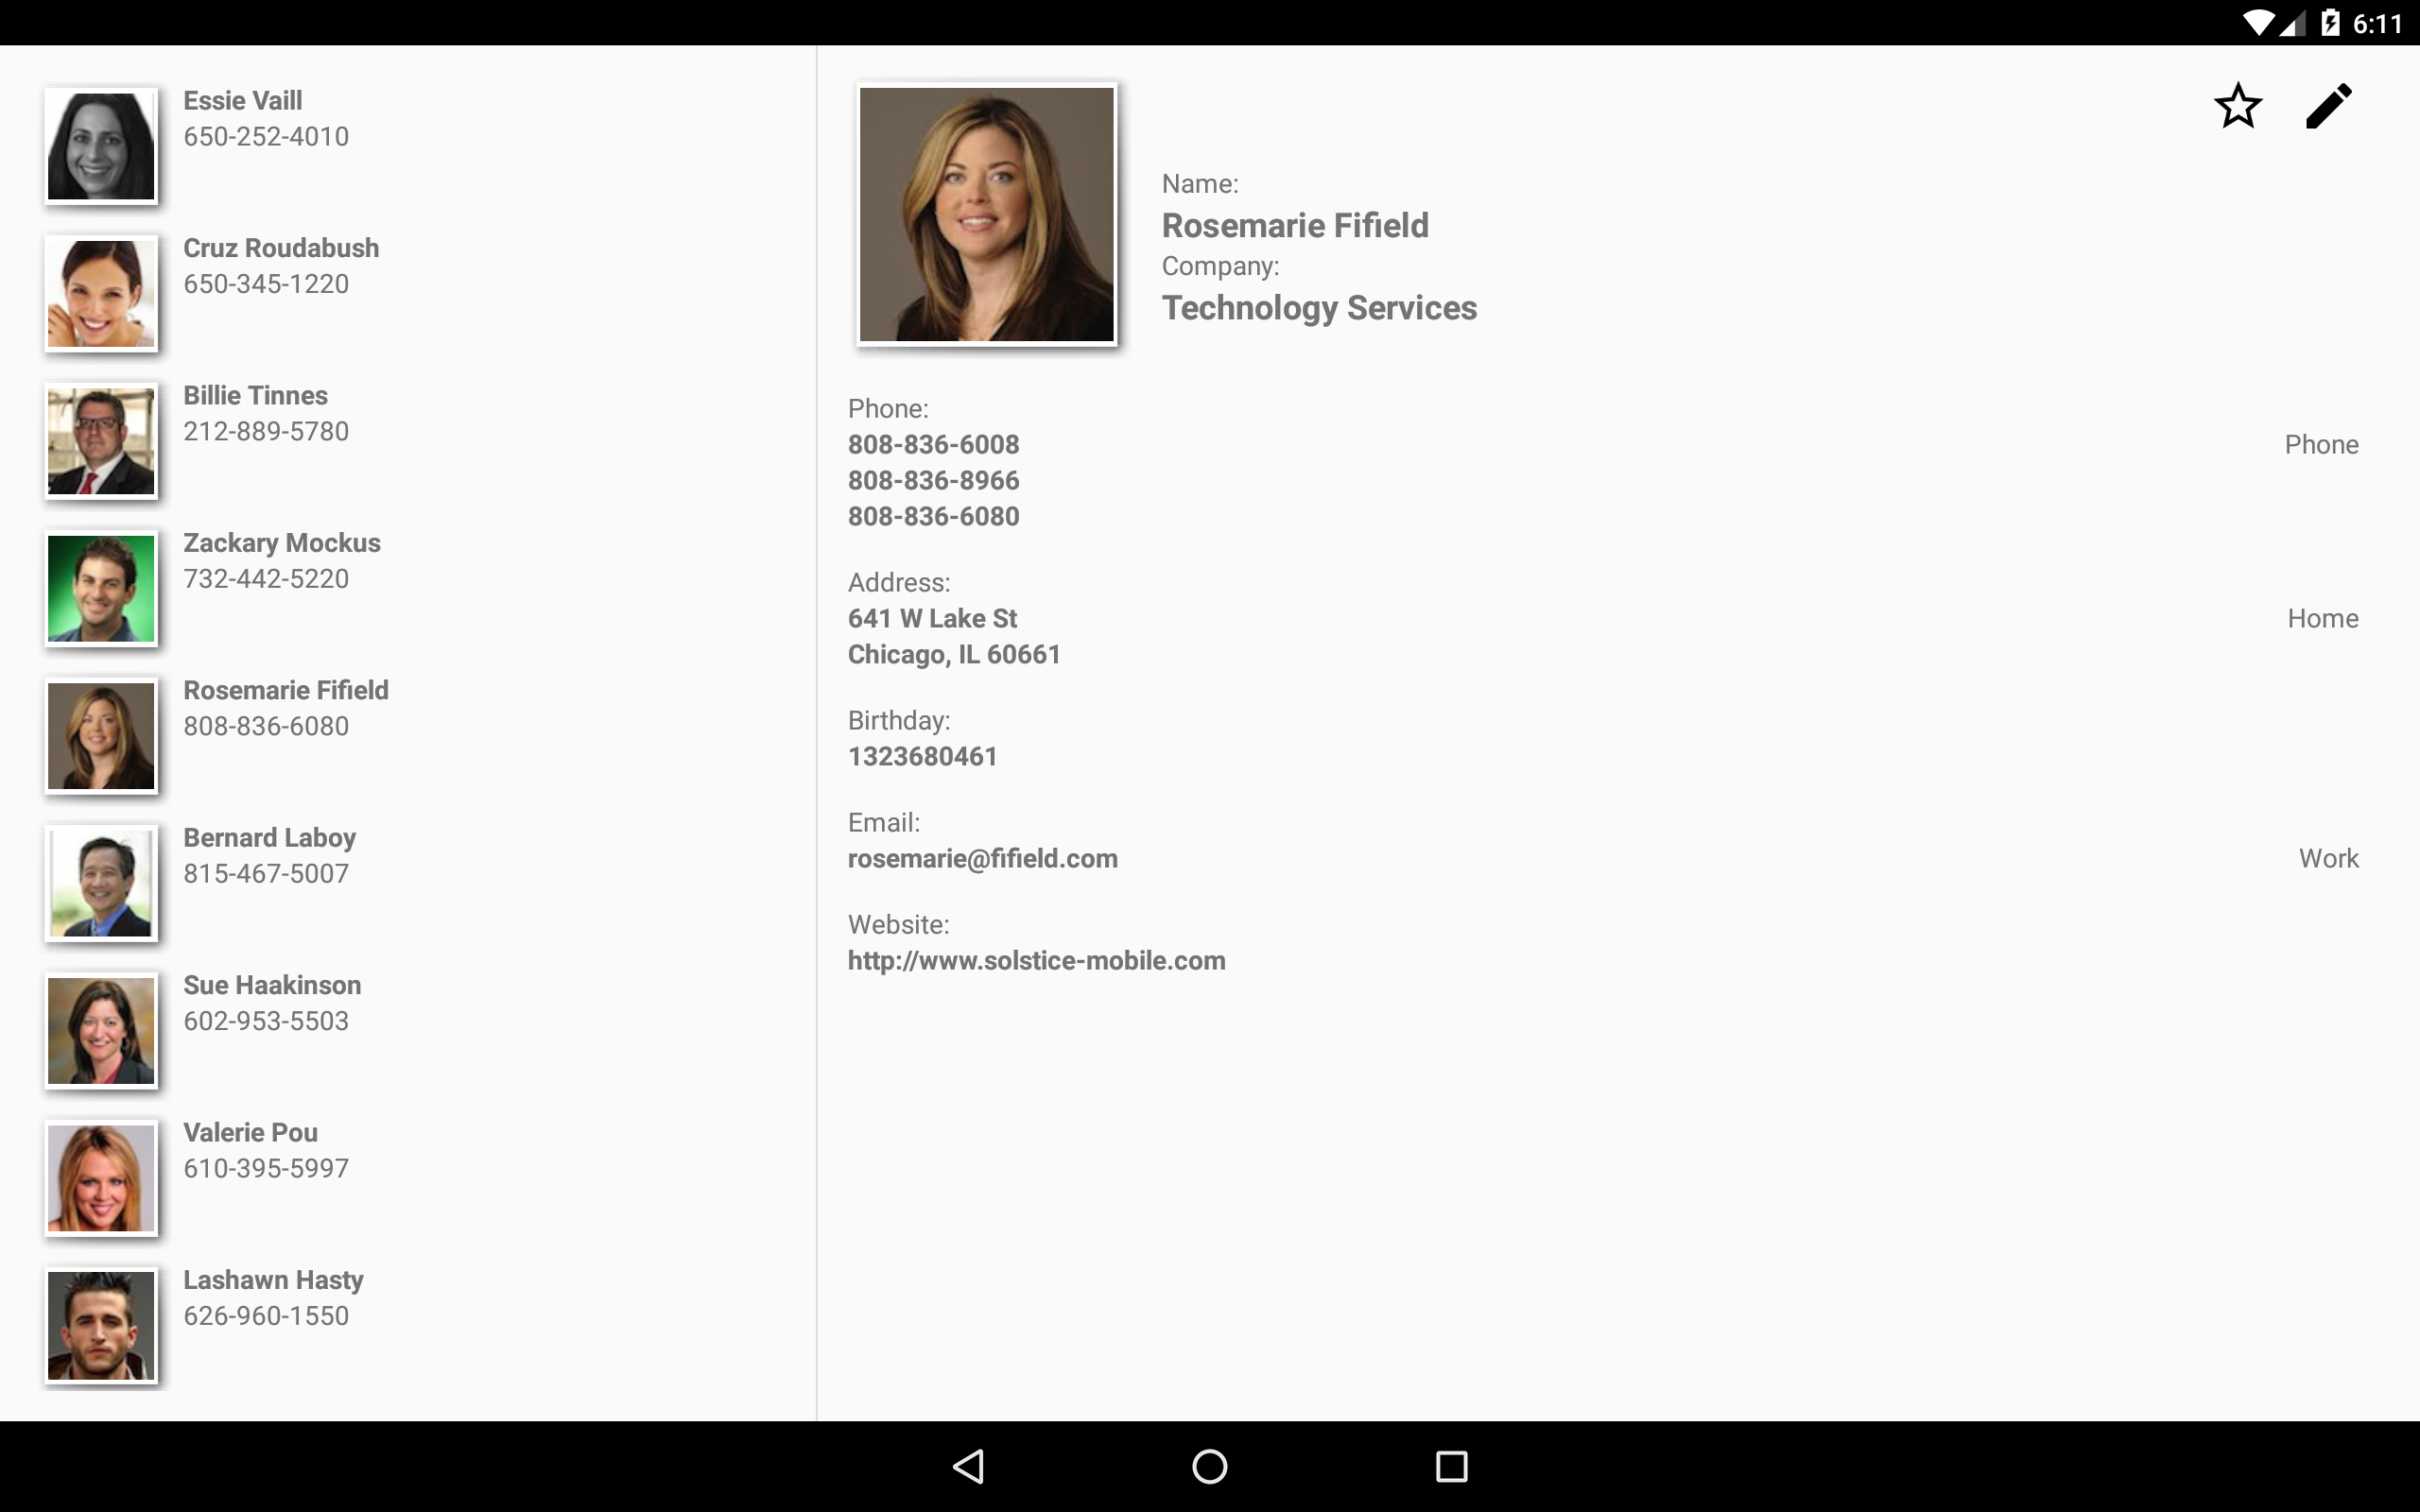 6:11
Essie Vaill
650-252-4010
Cruz Roudabush
650-345-1220
Billie Tinnes
212-889-5780
Zackary Mockus
732-442-5220
Rosemarie Fifield
808-836-6080
Bernard Laboy
815-467-5007
Sue Haakinson
602-953-5503
Valerie Pou
610-395-5997
Lashawn Hasty
626-960-1550
Name:
Rosemarie Fifield
Company:
Technology Services
Phone:
808-836-6008 Phone
808-836-8966
808-836-6080
Address:
641 W Lake St Home
Chicago, IL 60661
Birthday:
1323680461
Email:
rosemarie@fifield.com Work
Website:
http://www.solstice-mobile.com